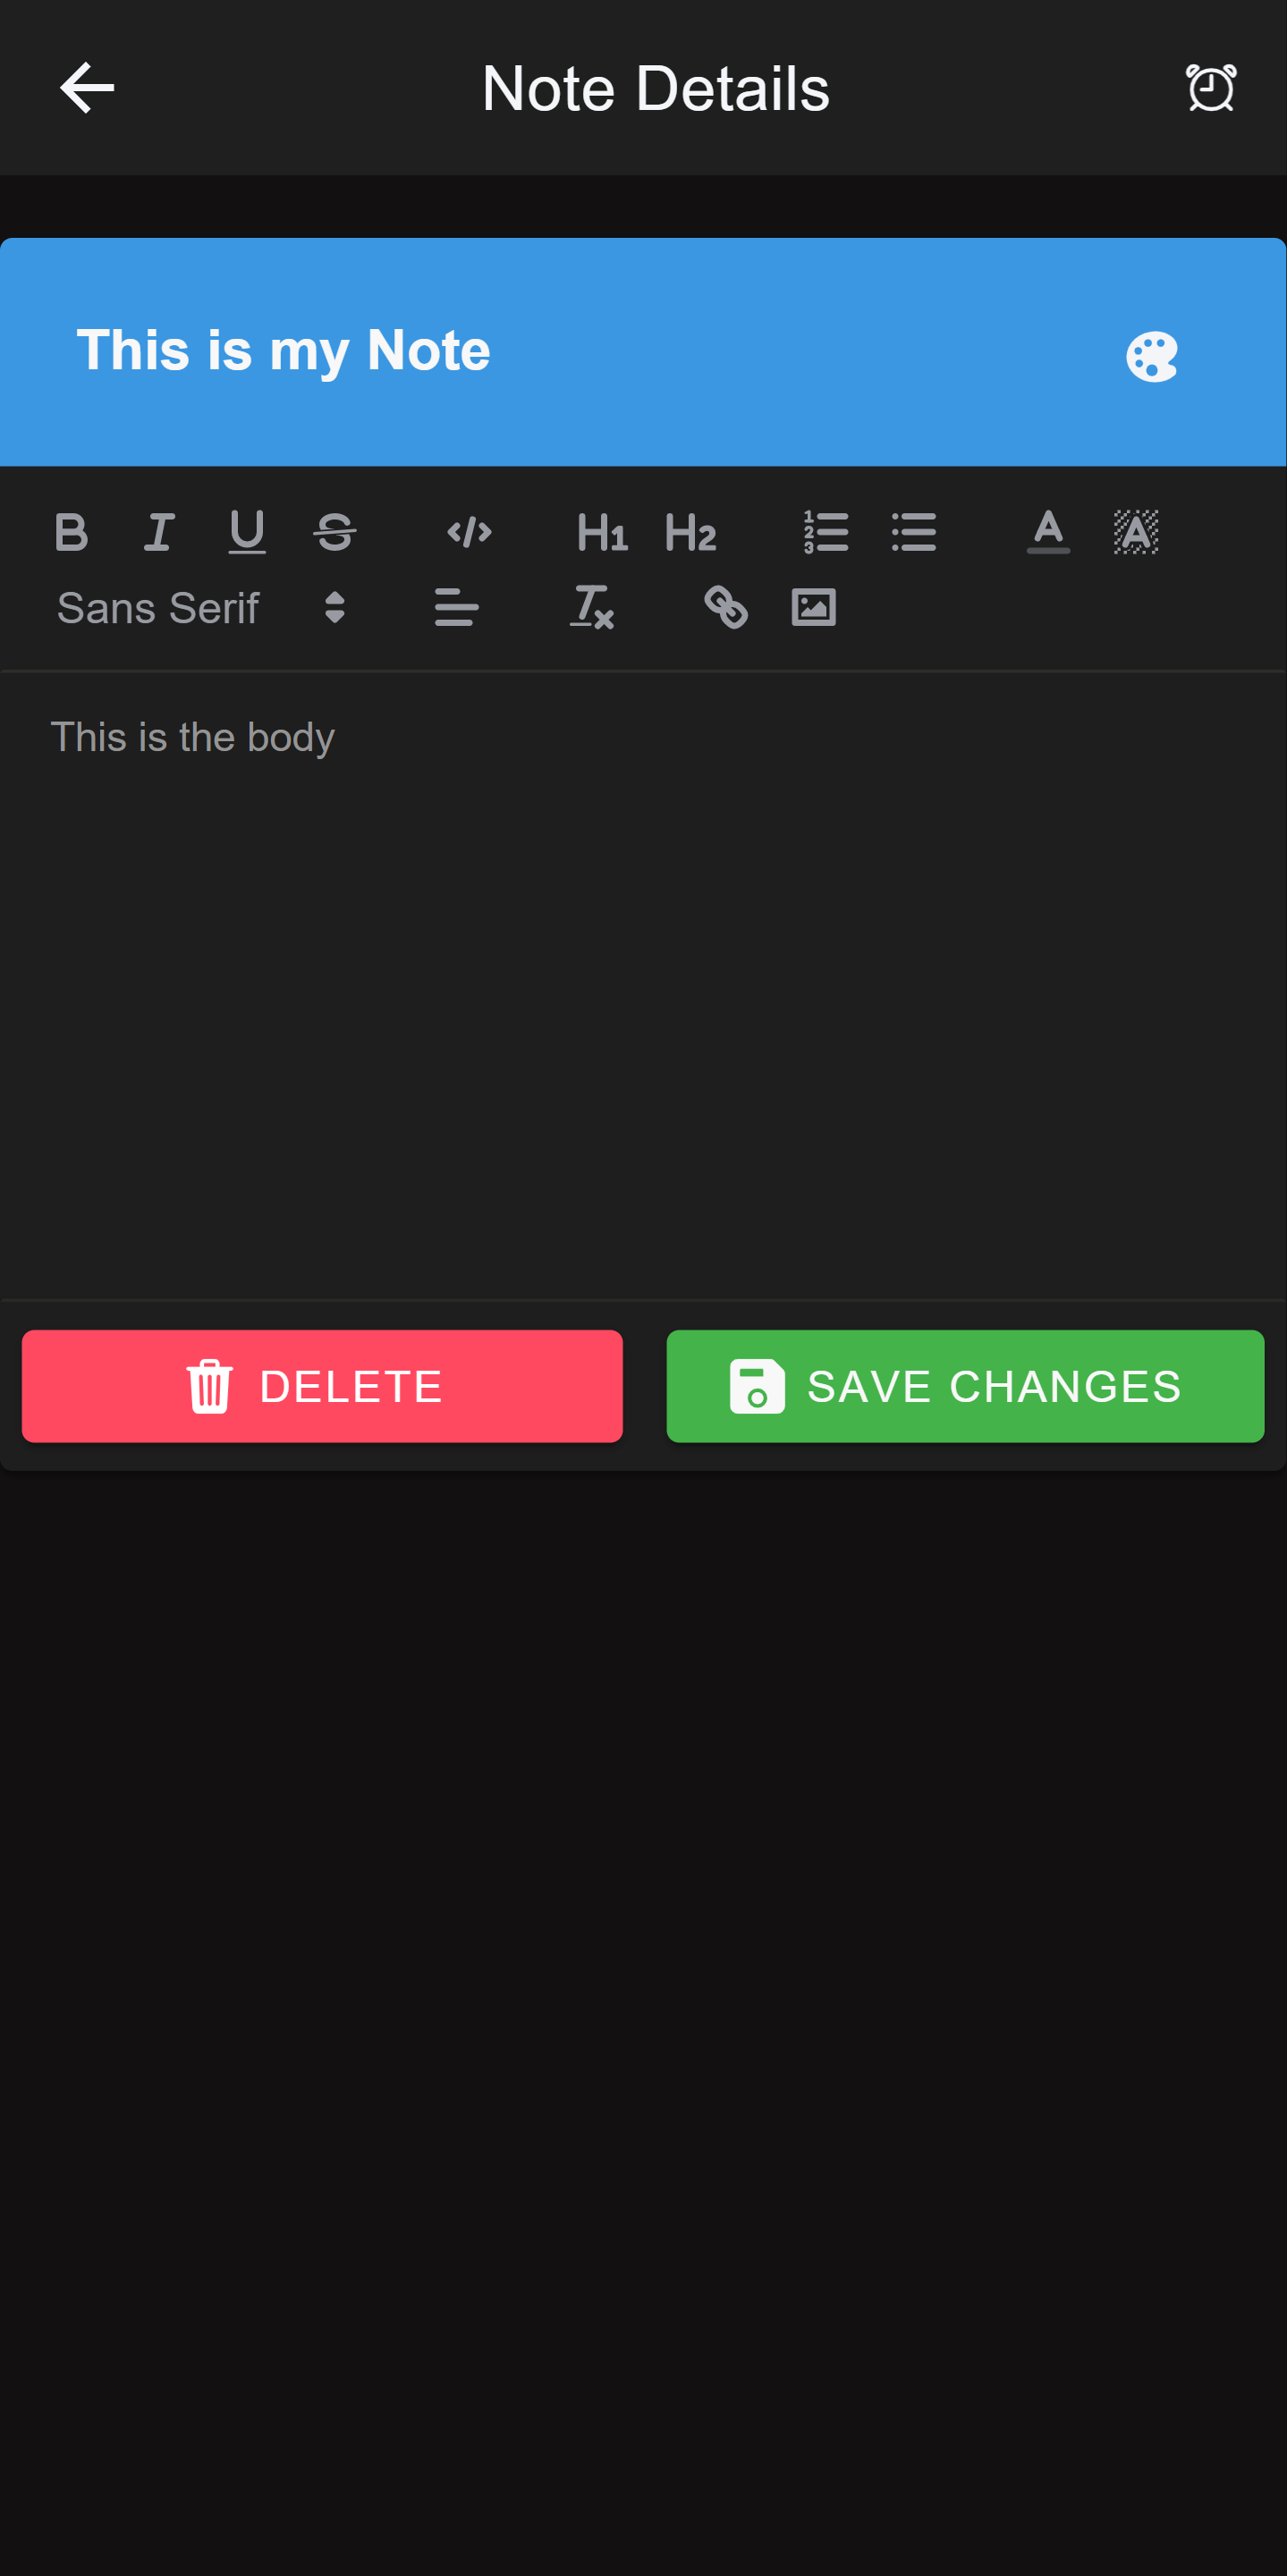 Note Details
This is my Note
B I U S </> H1 H2 A A
Sans Serif
This is the body
DELETE
SAVE CHANGES